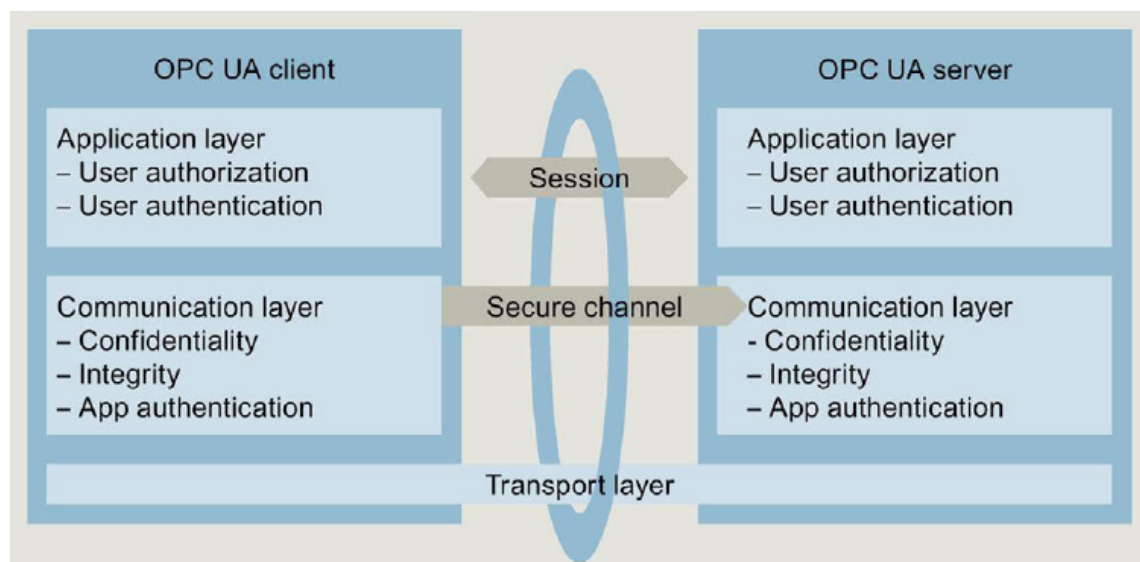 OPC UA client
Application layer
– User authorization
– User authentication
Communication layer
– Confidentiality
– Integrity
– App authentication
Session
Secure channel
OPC UA server
Application layer
– User authorization
– User authentication
Communication layer
- Confidentiality
– Integrity
– App authentication
Transport layer